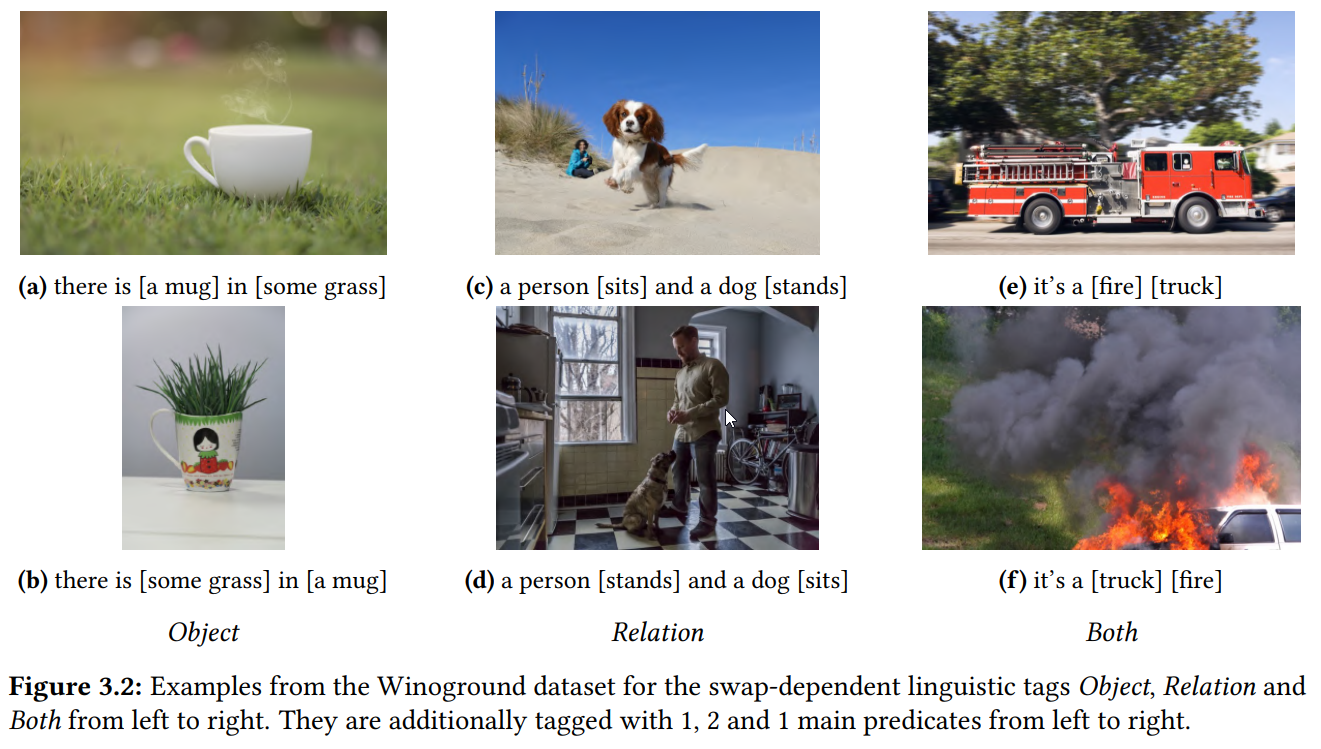 (a) there is [a mug] in [some grass]
(c) a person [sits] and a dog [stands]
(e) it’s a [fire] [truck]
(b) there is [some grass] in [a mug]
(d) a person [stands] and a dog [sits]
(f) it’s a [truck] [fire]
Object
Relation
Both
Figure 3.2: Examples from the Winoground dataset for the swap-dependent linguistic tags Object, Relation and
Both from left to right. They are additionally tagged with 1, 2 and 1 main predicates from left to right.